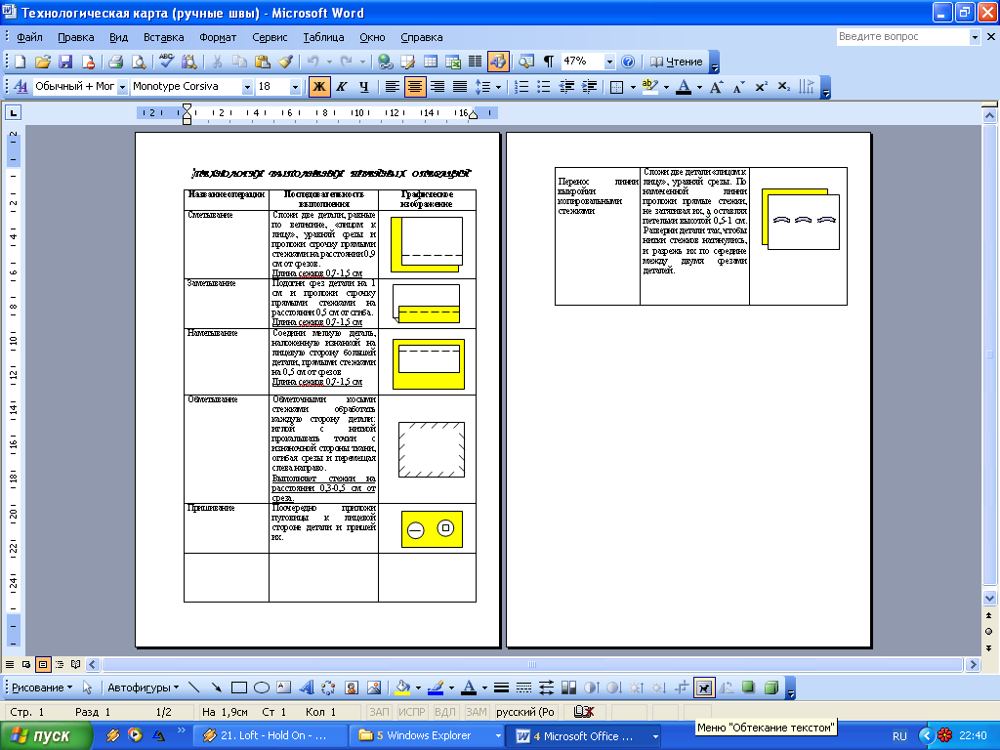 Технологическая карта (ручные швы) - Microsoft Word
Файл Правка Вид Вставка Формат Сервис Таблица Окно Справка
Введите вопрос
47% Чтение
Обычный + Мог Monotype Corsiva 18 Ж К Ч
ТЕХНОЛОГИЯ ВЫПОЛНЕНИЯ ОПЕРАЦИЙ
Название операции
Последовательность
выполнения
Графическое
изображение
Сметывание
Сложи две детали, равные
по величине, «лицом к
лицу», уравняй срезы и
проложи строчку прямыми
стежками на расстоянии 0,9
см от срезов.
Длина сежков 0,7-1,5 см
Заметывание
Подогни срез детали на 1
см и проложи строчку
прямыми стежками на
расстоянии 0,5 см от сгиба.
Длина сежков 0,7-1,5 см
Наметывание
Соедини мелкую деталь,
наложенную изнанкой на
лицевую сторону большей
детали, прямыми стежками
на 0,5 см от срезов
Длина сежков 0,7-1,5 см
Обметывание
Обметочными косыми
стежками обработать
каждую сторону детали:
иглой с ниткой
прокалывать точки с
изнаночной стороны ткани,
огибая срезы и перемещая
слева направо.
Выполняют стежки на
расстоянии 0,3-0,5 см от
среза.
Пришивание
Поочередно приложи
пуговицы к лицевой
стороне детали и пришей
их.
Перенос линии
выкройки
копировальными
стежками
Сложи две детали «лицом к
лицу», уравняй срезы. По
намеченной линии
проложи прямые стежки,
не затягивая их, а оставляя
петельки высотой 0,5-1 см.
Разверни детали так, чтобы
нитки стежков натянулись,
и разрежь их по середине
между двумя срезами
деталей.
Рисование Автофигуры
Стр. 1 Разд 1 1/2 На 1,9см Ст 1 Кол 1 ЗАП ИСПР ВДЛ ЗАМ русский (Ро
Меню "Обтекание текстом"
пуск 21. Loft - Hold On - ... 5 Windows Explorer 4 Microsoft Office ... RU 22:40